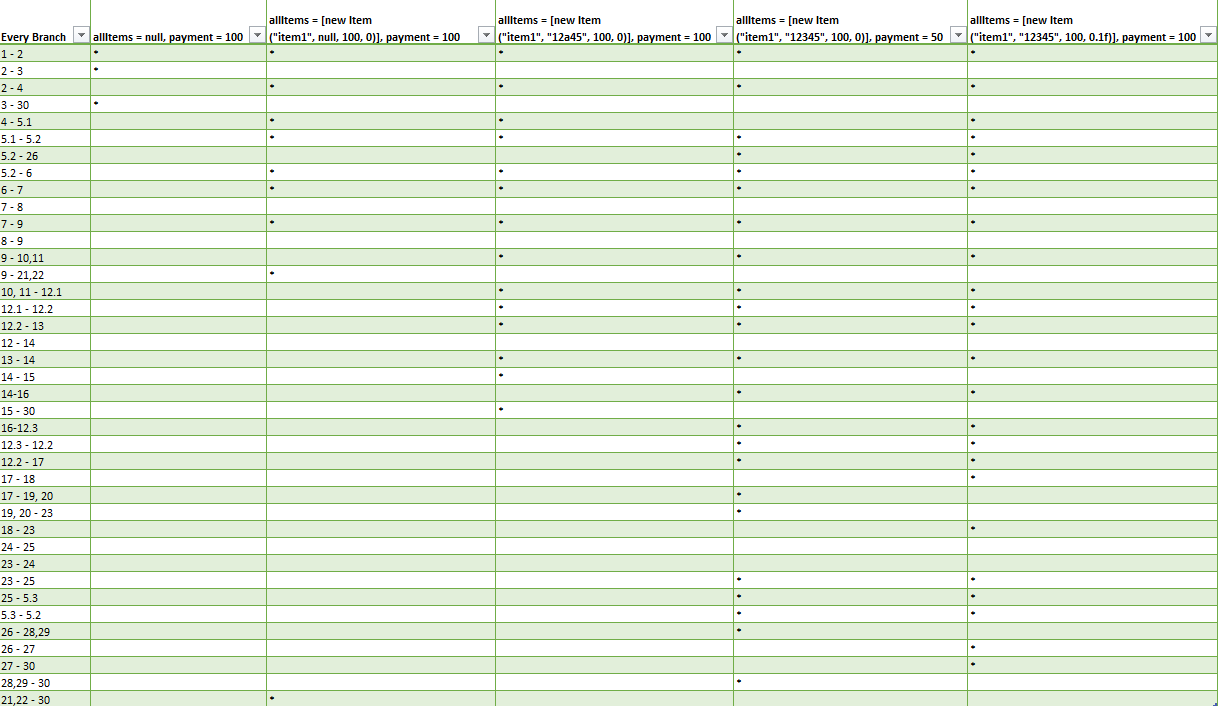 allItems = [new Item allItems = [new Item allItems = [new Item allItems = [new Item
Every Branch allItems = null, payment = 100 ("item1", null, 100, 0)], payment = 100 ("item1", "12a45", 100, 0)], payment = 100 ("item1", "12345", 100, 0)], payment = 50 ("item1", "12345", 100, 0.1f)], payment = 100
1 - 2 * * * * *
2 - 3 *
2 - 4 * * * *
3 - 30 *
4 - 5.1 * * *
5.1 - 5.2 * * * *
5.2 - 26 * *
5.2 - 6 * * * *
6 - 7 * * * *
7 - 8
7 - 9 * * * *
8 - 9
9 - 10,11 * * *
9 - 21,22 *
10, 11 - 12.1 * * *
12.1 - 12.2 * * *
12.2 - 13 * * *
12 - 14
13 - 14 * * *
14 - 15 *
14-16 * *
15 - 30 *
16-12.3 * *
12.3 - 12.2 * *
12.2 - 17 * *
17 - 18 *
17 - 19, 20 *
19, 20 - 23 *
18 - 23 *
24 - 25
23 - 24
23 - 25 * *
25 - 5.3 * *
5.3 - 5.2 * *
26 - 28,29 *
26 - 27 *
27 - 30 *
28,29 - 30 *
21,22 - 30 *